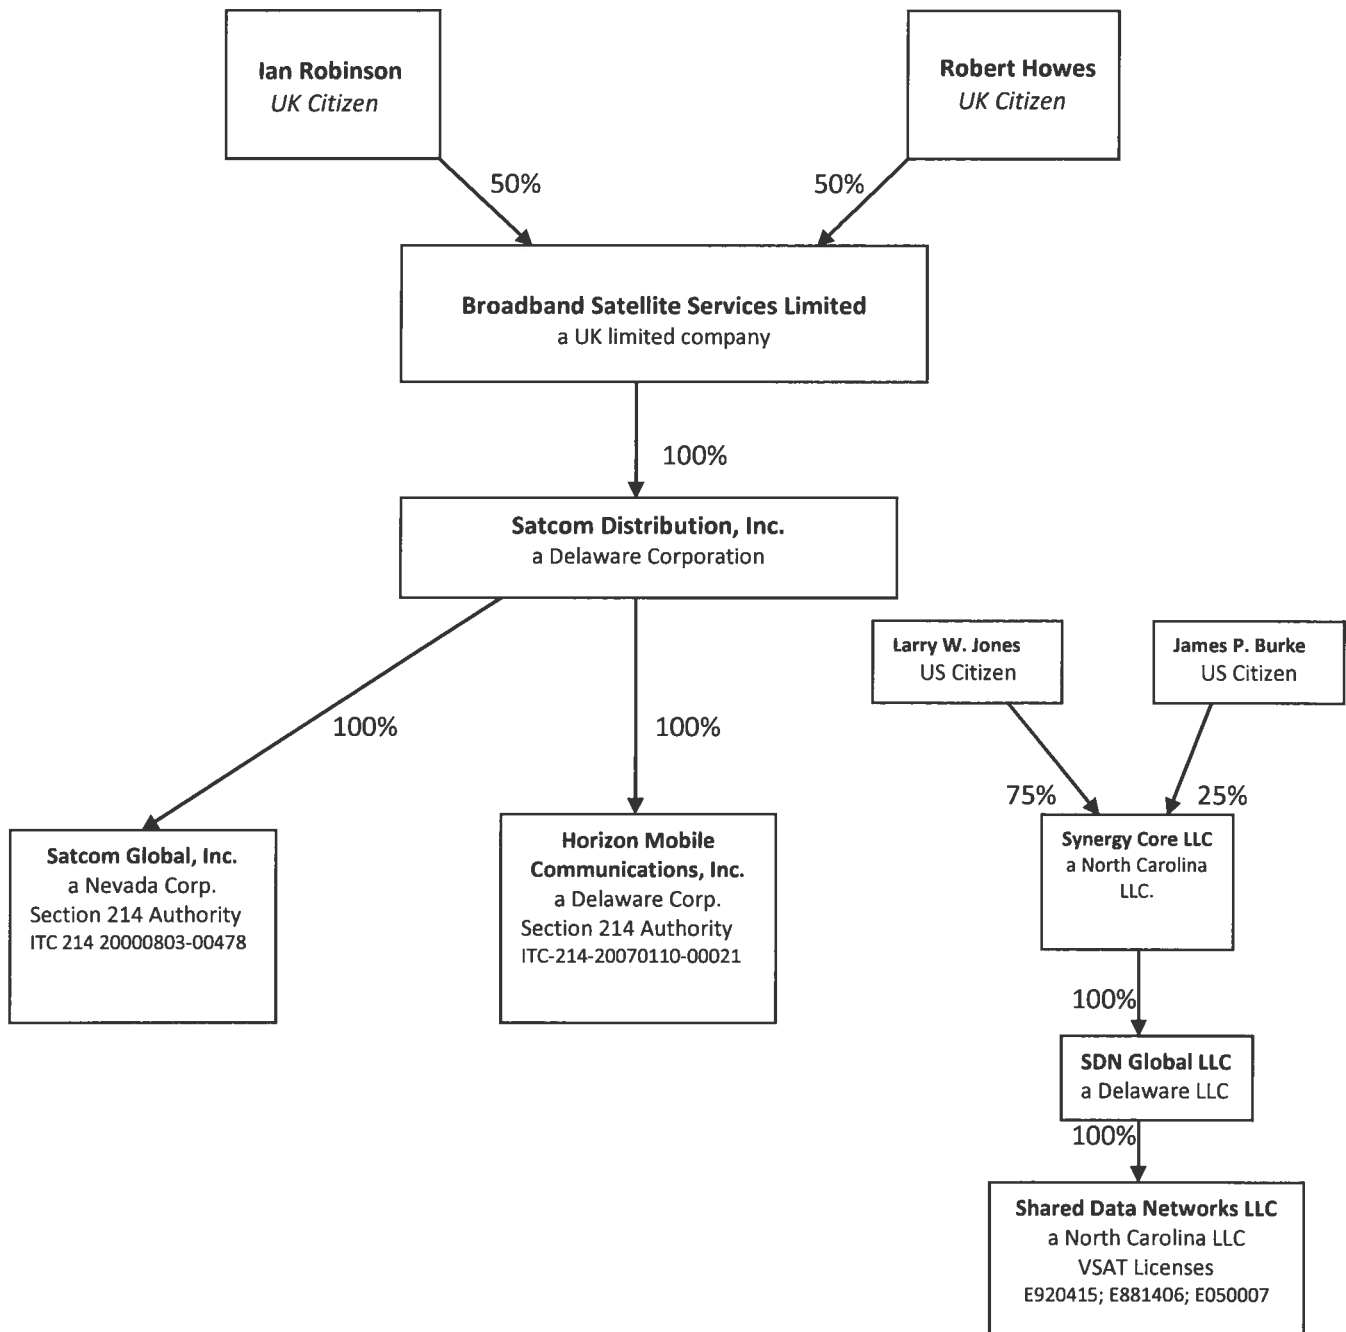 Ian Robinson
UK Citizen
Robert Howes
UK Citizen
50%
50%
Broadband Satellite Services Limited
a UK limited company
100%
Satcom Distribution, Inc.
a Delaware Corporation
Larry W. Jones
US Citizen
James P. Burke
US Citizen
100%
100%
75%
25%
Satcom Global, Inc.
a Nevada Corp.
Section 214 Authority
ITC 214 20000803-00478
Horizon Mobile
Communications, Inc.
a Delaware Corp.
Section 214 Authority
ITC-214-20070110-00021
Synergy Core LLC
a North Carolina
LLC.
100%
SDN Global LLC
a Delaware LLC
100%
Shared Data Networks LLC
a North Carolina LLC
VSAT Licenses
E920415; E881406; E050007